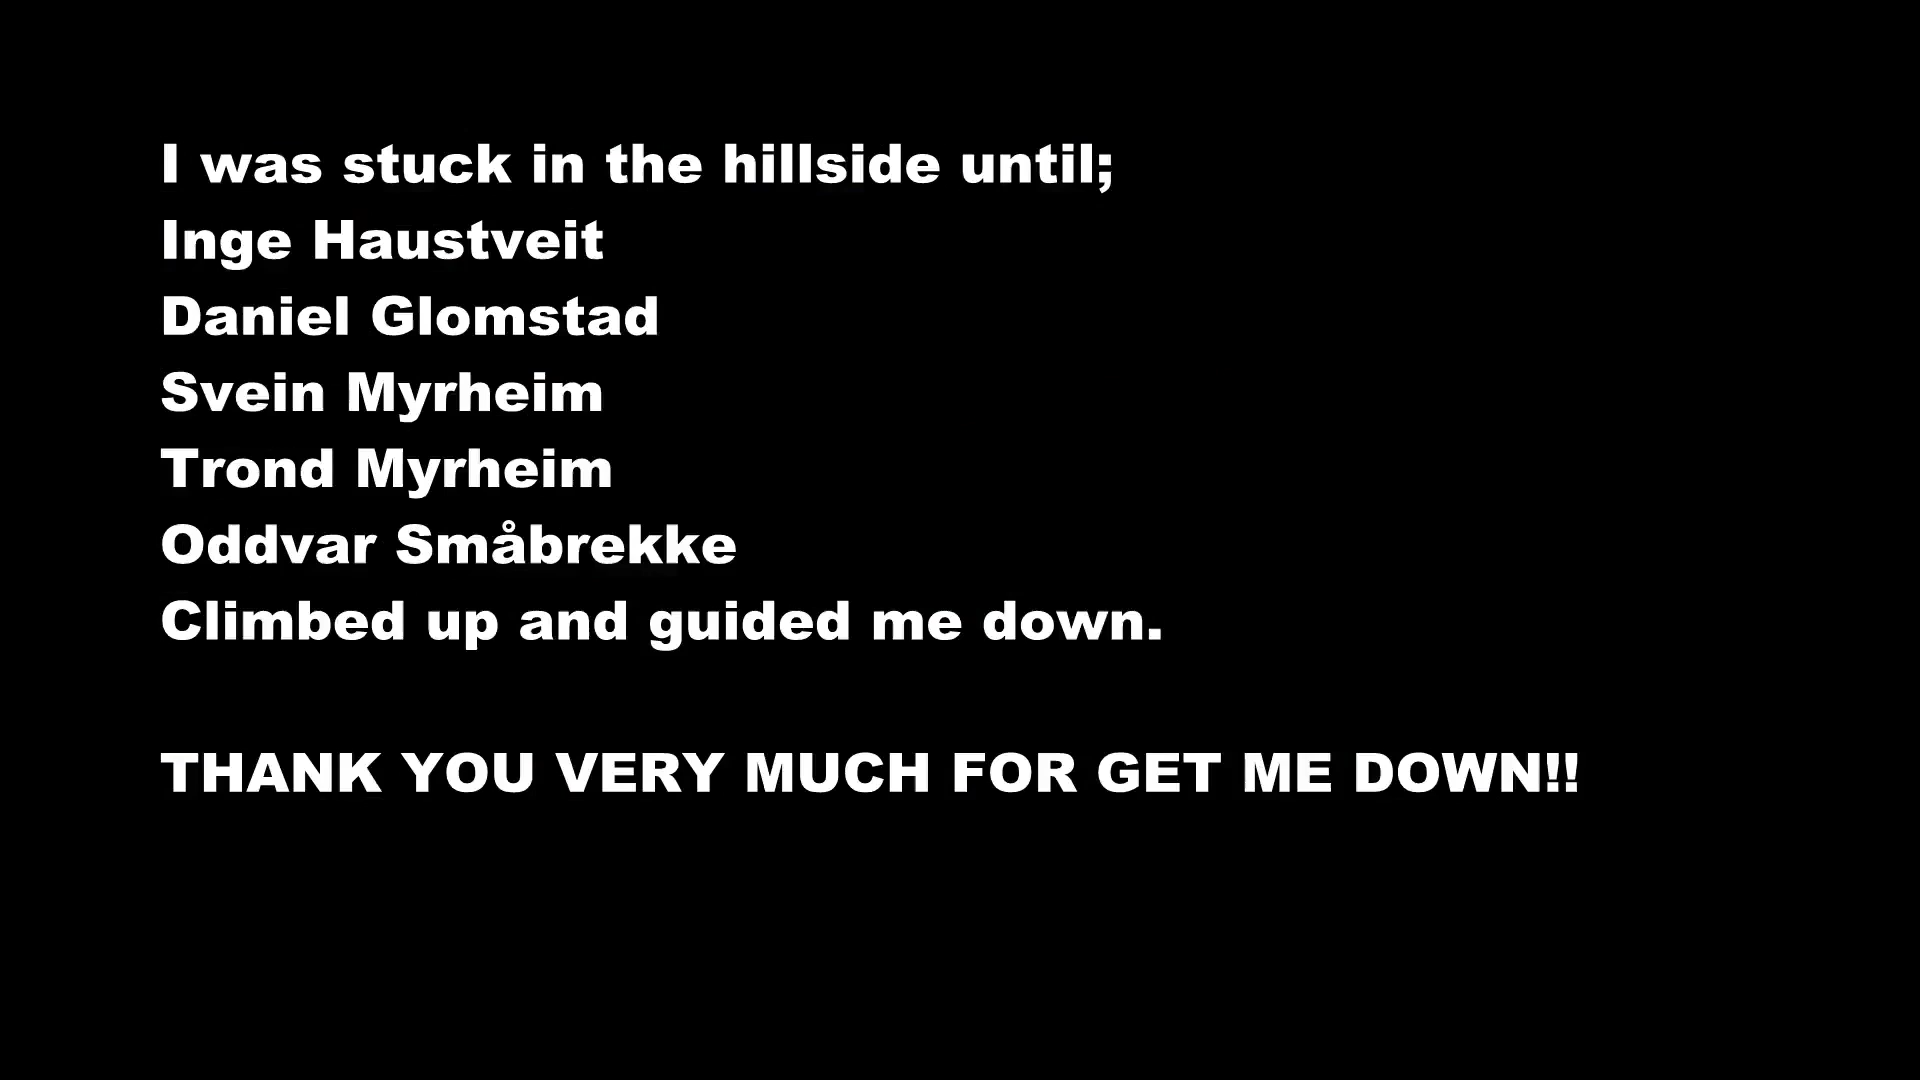 I was stuck in the hillside until;
Inge Haustveit
Daniel Glomstad
Svein Myrheim
Trond Myrheim
Oddvar Småbrekke
Climbed up and guided me down.
THANK YOU VERY MUCH FOR GET ME DOWN!!